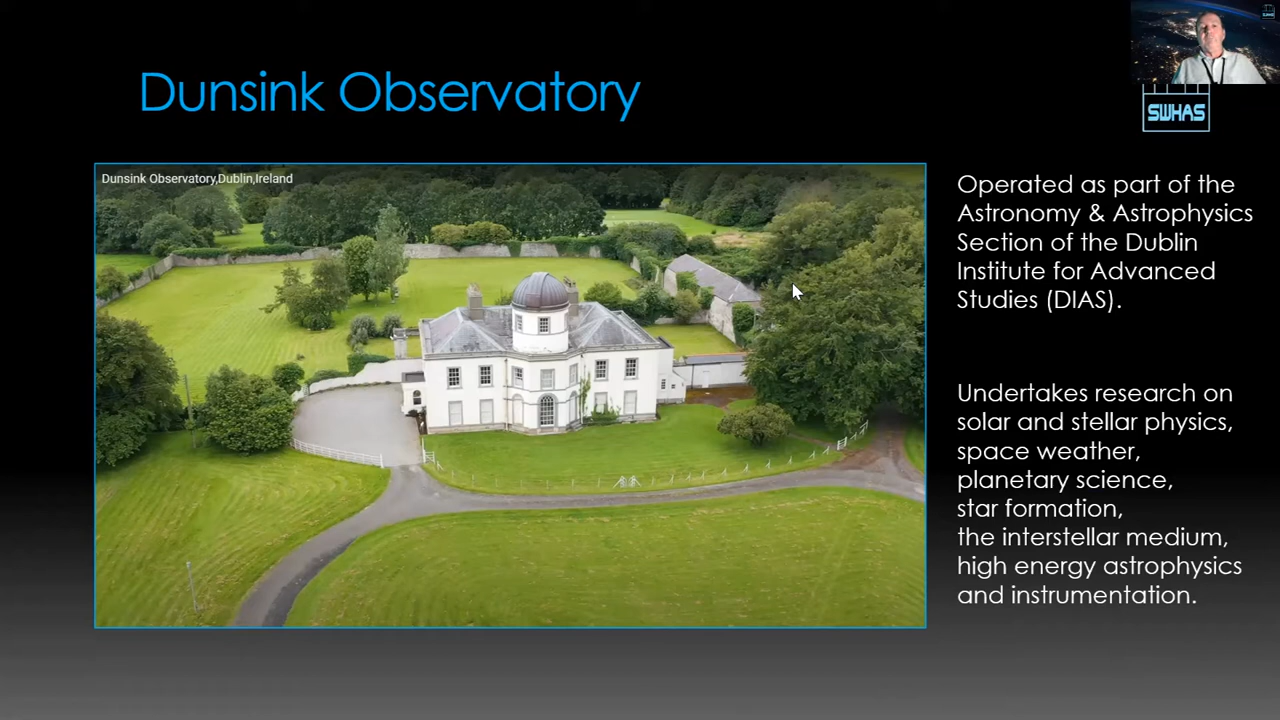 Dunsink Observatory
SWHAS
Dunsink Observatory,Dublin,Ireland
Operated as part of the
Astronomy & Astrophysics
Section of the Dublin
Institute for Advanced
Studies (DIAS).
Undertakes research on
solar and stellar physics,
space weather,
planetary science,
star formation,
the interstellar medium,
high energy astrophysics
and instrumentation.